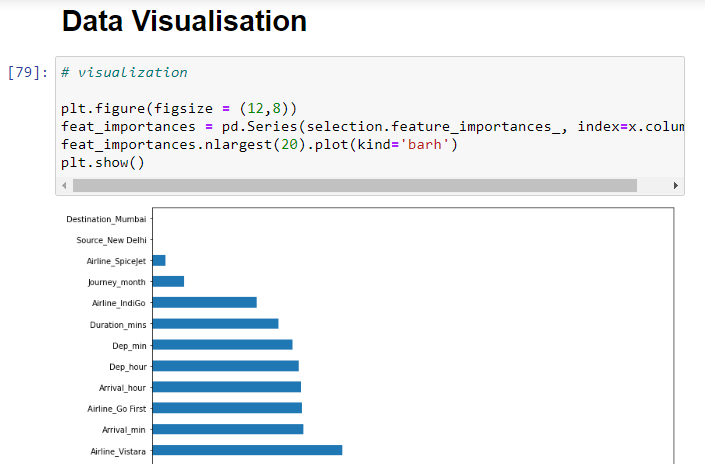 Data Visualisation
[79]: # visualization
plt.figure(figsize = (12,8))
feat_importances = pd.Series(selection.feature_importances_, index=x.colum
feat_importances.nlargest(20).plot(kind='barh')
plt.show()
Destination_Mumbai
Source_New Delhi
Airline_SpiceJet
Journey_month
Airline_IndiGo
Duration_mins
Dep_min
Dep_hour
Arrival_hour
Airline_Go First
Arrival_min
Airline_Vistara